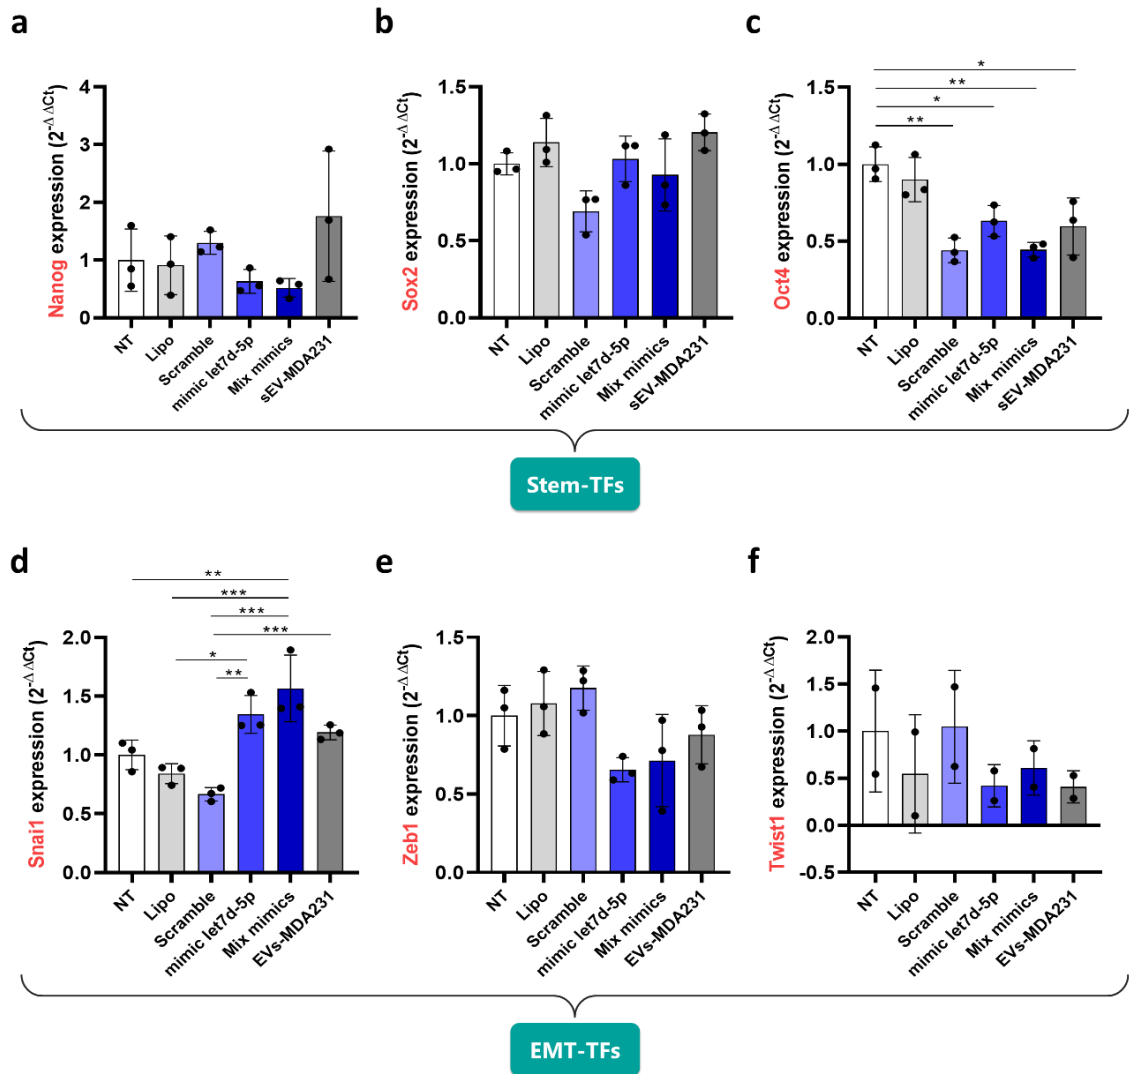 a
Nanog expression (2^-Δ ΔCt)
4
3
2
1
0
NT
Lipo
Scramble
mimic let7d-5p
Mix mimics
sEV-MDA231
b
Sox2 expression (2^-Δ ΔCt)
1.5
1.0
0.5
0.0
NT
Lipo
Scramble
mimic let7d-5p
Mix mimics
sEV-MDA231
c
Oct4 expression (2^-Δ ΔCt)
1.5
1.0
0.5
0.0
*
**
*
**
NT
Lipo
Scramble
mimic let7d-5p
Mix mimics
sEV-MDA231
Stem-TFs
d
Snai1 expression (2^-Δ ΔCt)
2.0
1.5
1.0
0.5
0.0
**
***
***
***
*
**
NT
Lipo
Scramble
mimic let7d-5p
Mix mimics
EVs-MDA231
e
Zeb1 expression (2^-Δ ΔCt)
1.5
1.0
0.5
0.0
NT
Lipo
Scramble
mimic let7d-5p
Mix mimics
EVs-MDA231
f
Twist1 expression (2^-Δ ΔCt)
2.0
1.5
1.0
0.5
0.0
-0.5
NT
Lipo
Scramble
mimic let7d-5p
Mix mimics
EVs-MDA231
EMT-TFs